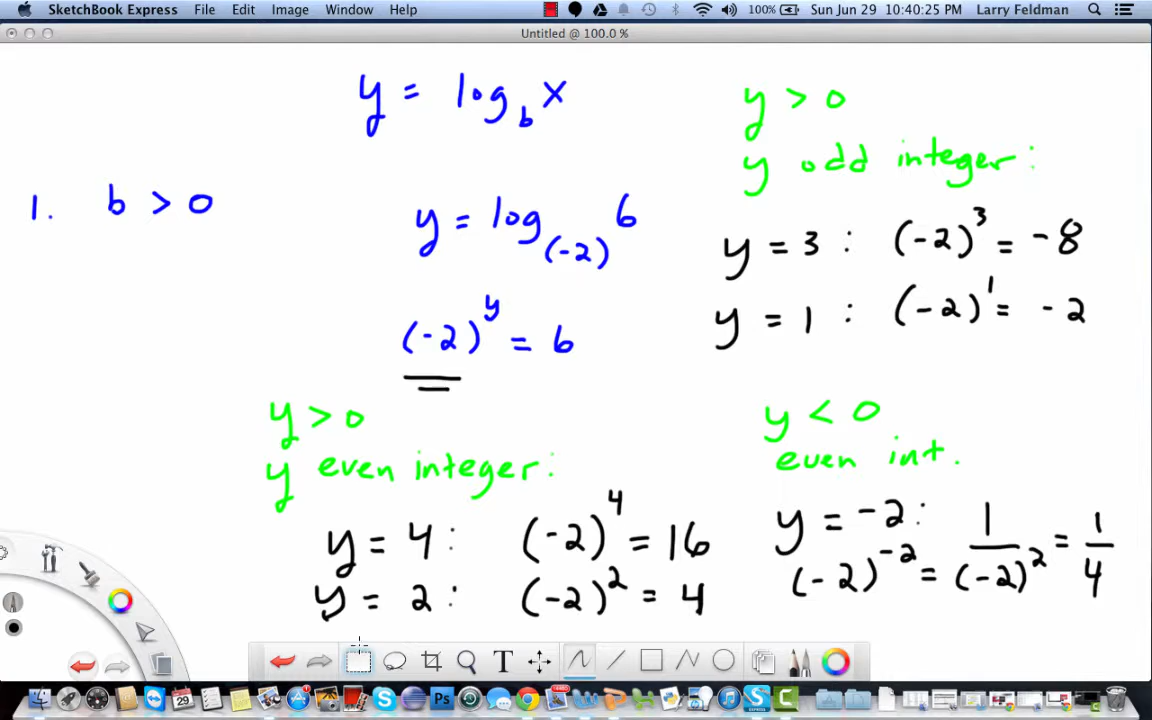 SketchBook Express File Edit Image Window Help 100% Sun Jun 29 10:40:25 PM Larry Feldman
Untitled @ 100.0 %
y = log_b x
1. b > 0
y = log_(-2) 6
(-2)^y = 6
y > 0
y odd integer:
y = 3 : (-2)^3 = -8
y = 1 : (-2)^1 = -2
y > 0
y even integer:
y = 4 : (-2)^4 = 16
y = 2 : (-2)^2 = 4
y < 0
even int.
y = -2 :
(-2)^-2 = 1/(-2)^2 = 1/4
T
29
Ps